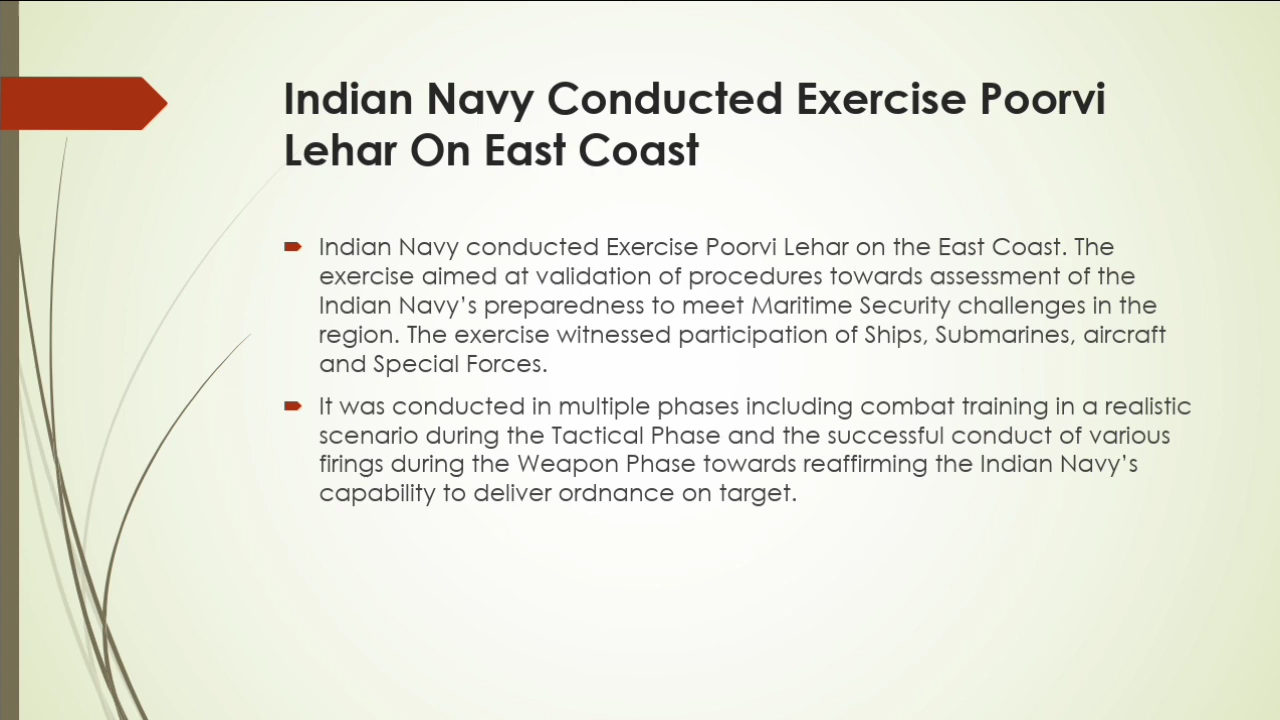 Indian Navy Conducted Exercise Poorvi
Lehar On East Coast
Indian Navy conducted Exercise Poorvi Lehar on the East Coast. The
exercise aimed at validation of procedures towards assessment of the
Indian Navy’s preparedness to meet Maritime Security challenges in the
region. The exercise witnessed participation of Ships, Submarines, aircraft
and Special Forces.
It was conducted in multiple phases including combat training in a realistic
scenario during the Tactical Phase and the successful conduct of various
firings during the Weapon Phase towards reaffirming the Indian Navy’s
capability to deliver ordnance on target.